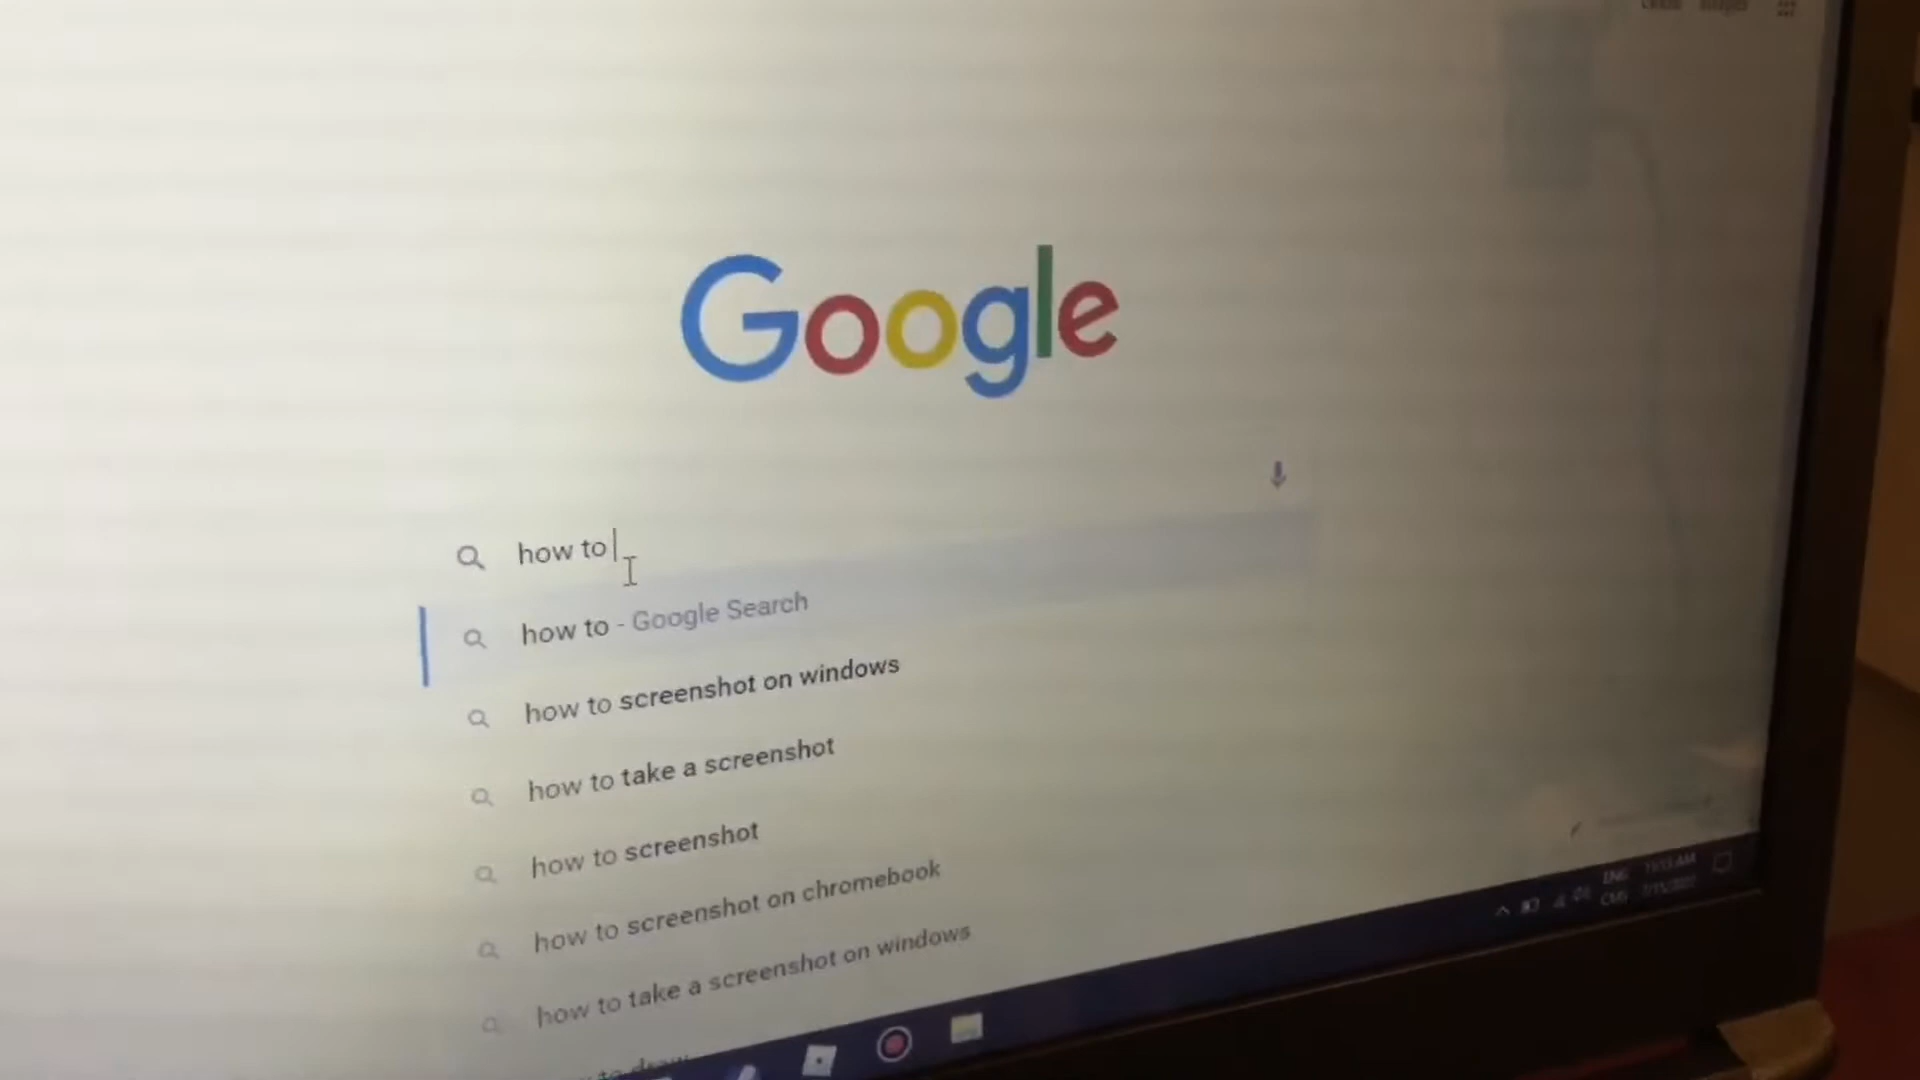 Google
how to
how to - Google Search
how to screenshot on windows
how to take a screenshot
how to screenshot
how to screenshot on chromebook
how to take a screenshot on windows
ENG